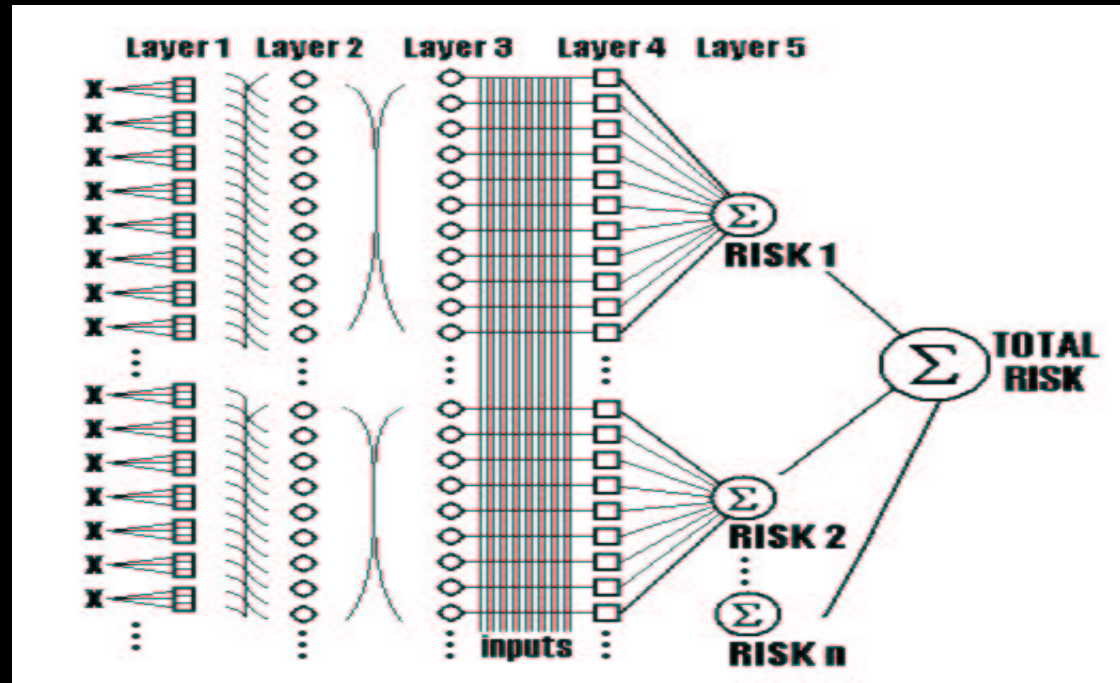 Layer 1 Layer 2 Layer 3 Layer 4 Layer 5
X
X
X
X
X
X
X
X
Σ
RISK 1
Σ
TOTAL
RISK
X
X
X
X
X
X
X
Σ
RISK 2
Σ
RISK n
inputs